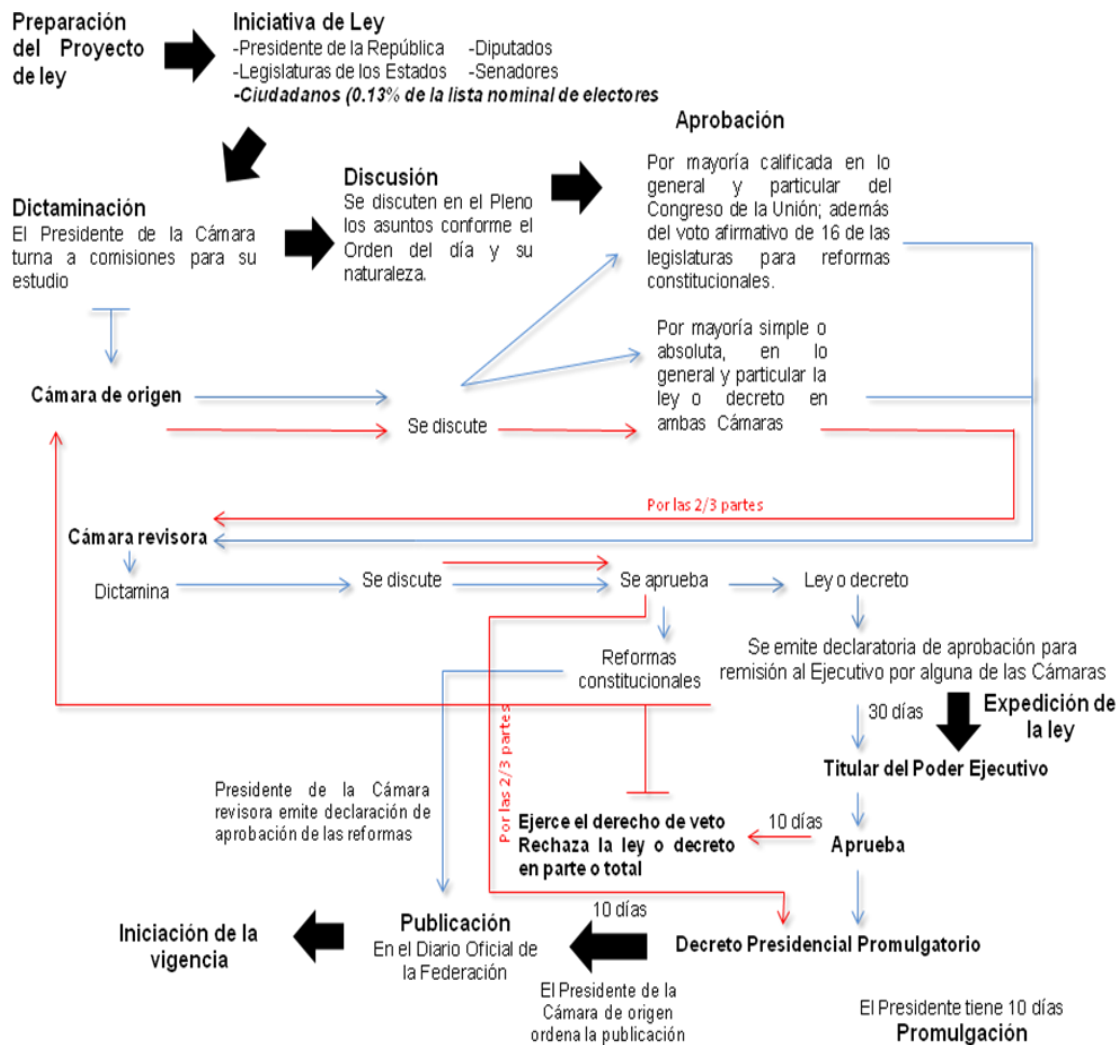 Preparación
del Proyecto
de ley
Iniciativa de Ley
-Presidente de la República -Diputados
-Legislaturas de los Estados -Senadores
-Ciudadanos (0.13% de la lista nominal de electores
Aprobación
Por mayoría calificada en lo
general y particular del
Congreso de la Unión; además
del voto afirmativo de 16 de las
legislaturas para reformas
constitucionales.
Discusión
Se discuten en el Pleno
los asuntos conforme el
Orden del día y su
naturaleza.
Dictaminación
El Presidente de la Cámara
turna a comisiones para su
estudio
Por mayoría simple o
absoluta, en lo
general y particular la
ley o decreto en
ambas Cámaras
Cámara de origen
Se discute
Por las 2/3 partes
Cámara revisora
Dictamina
Se discute
Se aprueba
Ley o decreto
Reformas
constitucionales
Se emite declaratoria de aprobación para
remisión al Ejecutivo por alguna de las Cámaras
30 días
Expedición de
la ley
Por las 2/3 partes
Titular del Poder Ejecutivo
Presidente de la Cámara
revisora emite declaración de
aprobación de las reformas
Ejerce el derecho de veto
Rechaza la ley o decreto
en parte o total
10 días
Aprueba
Iniciación de la
vigencia
Publicación
En el Diario Oficial de
la Federación
10 días
Decreto Presidencial Promulgatorio
El Presidente de la
Cámara de origen
ordena la publicación
El Presidente tiene 10 días
Promulgación